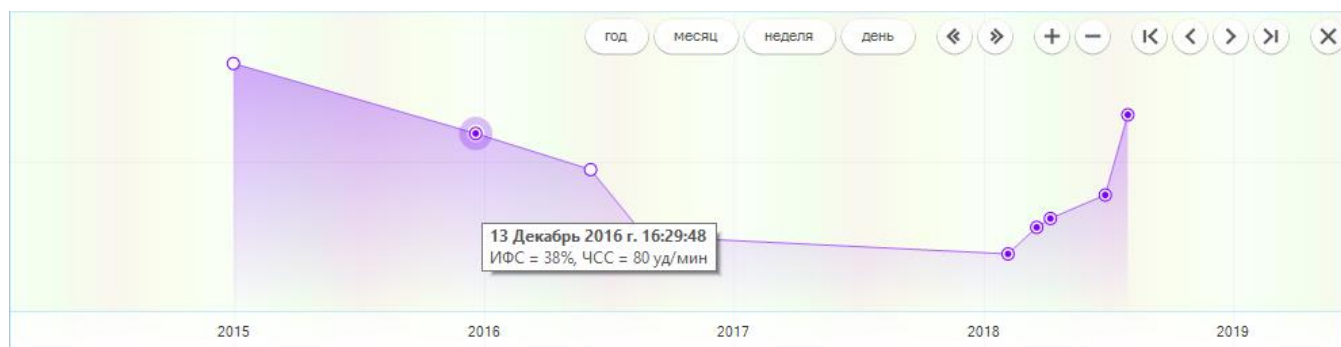 год месяц неделя день
13 Декабрь 2016 г. 16:29:48
ИФС = 38%, ЧСС = 80 уд/мин
2015 2016 2017 2018 2019